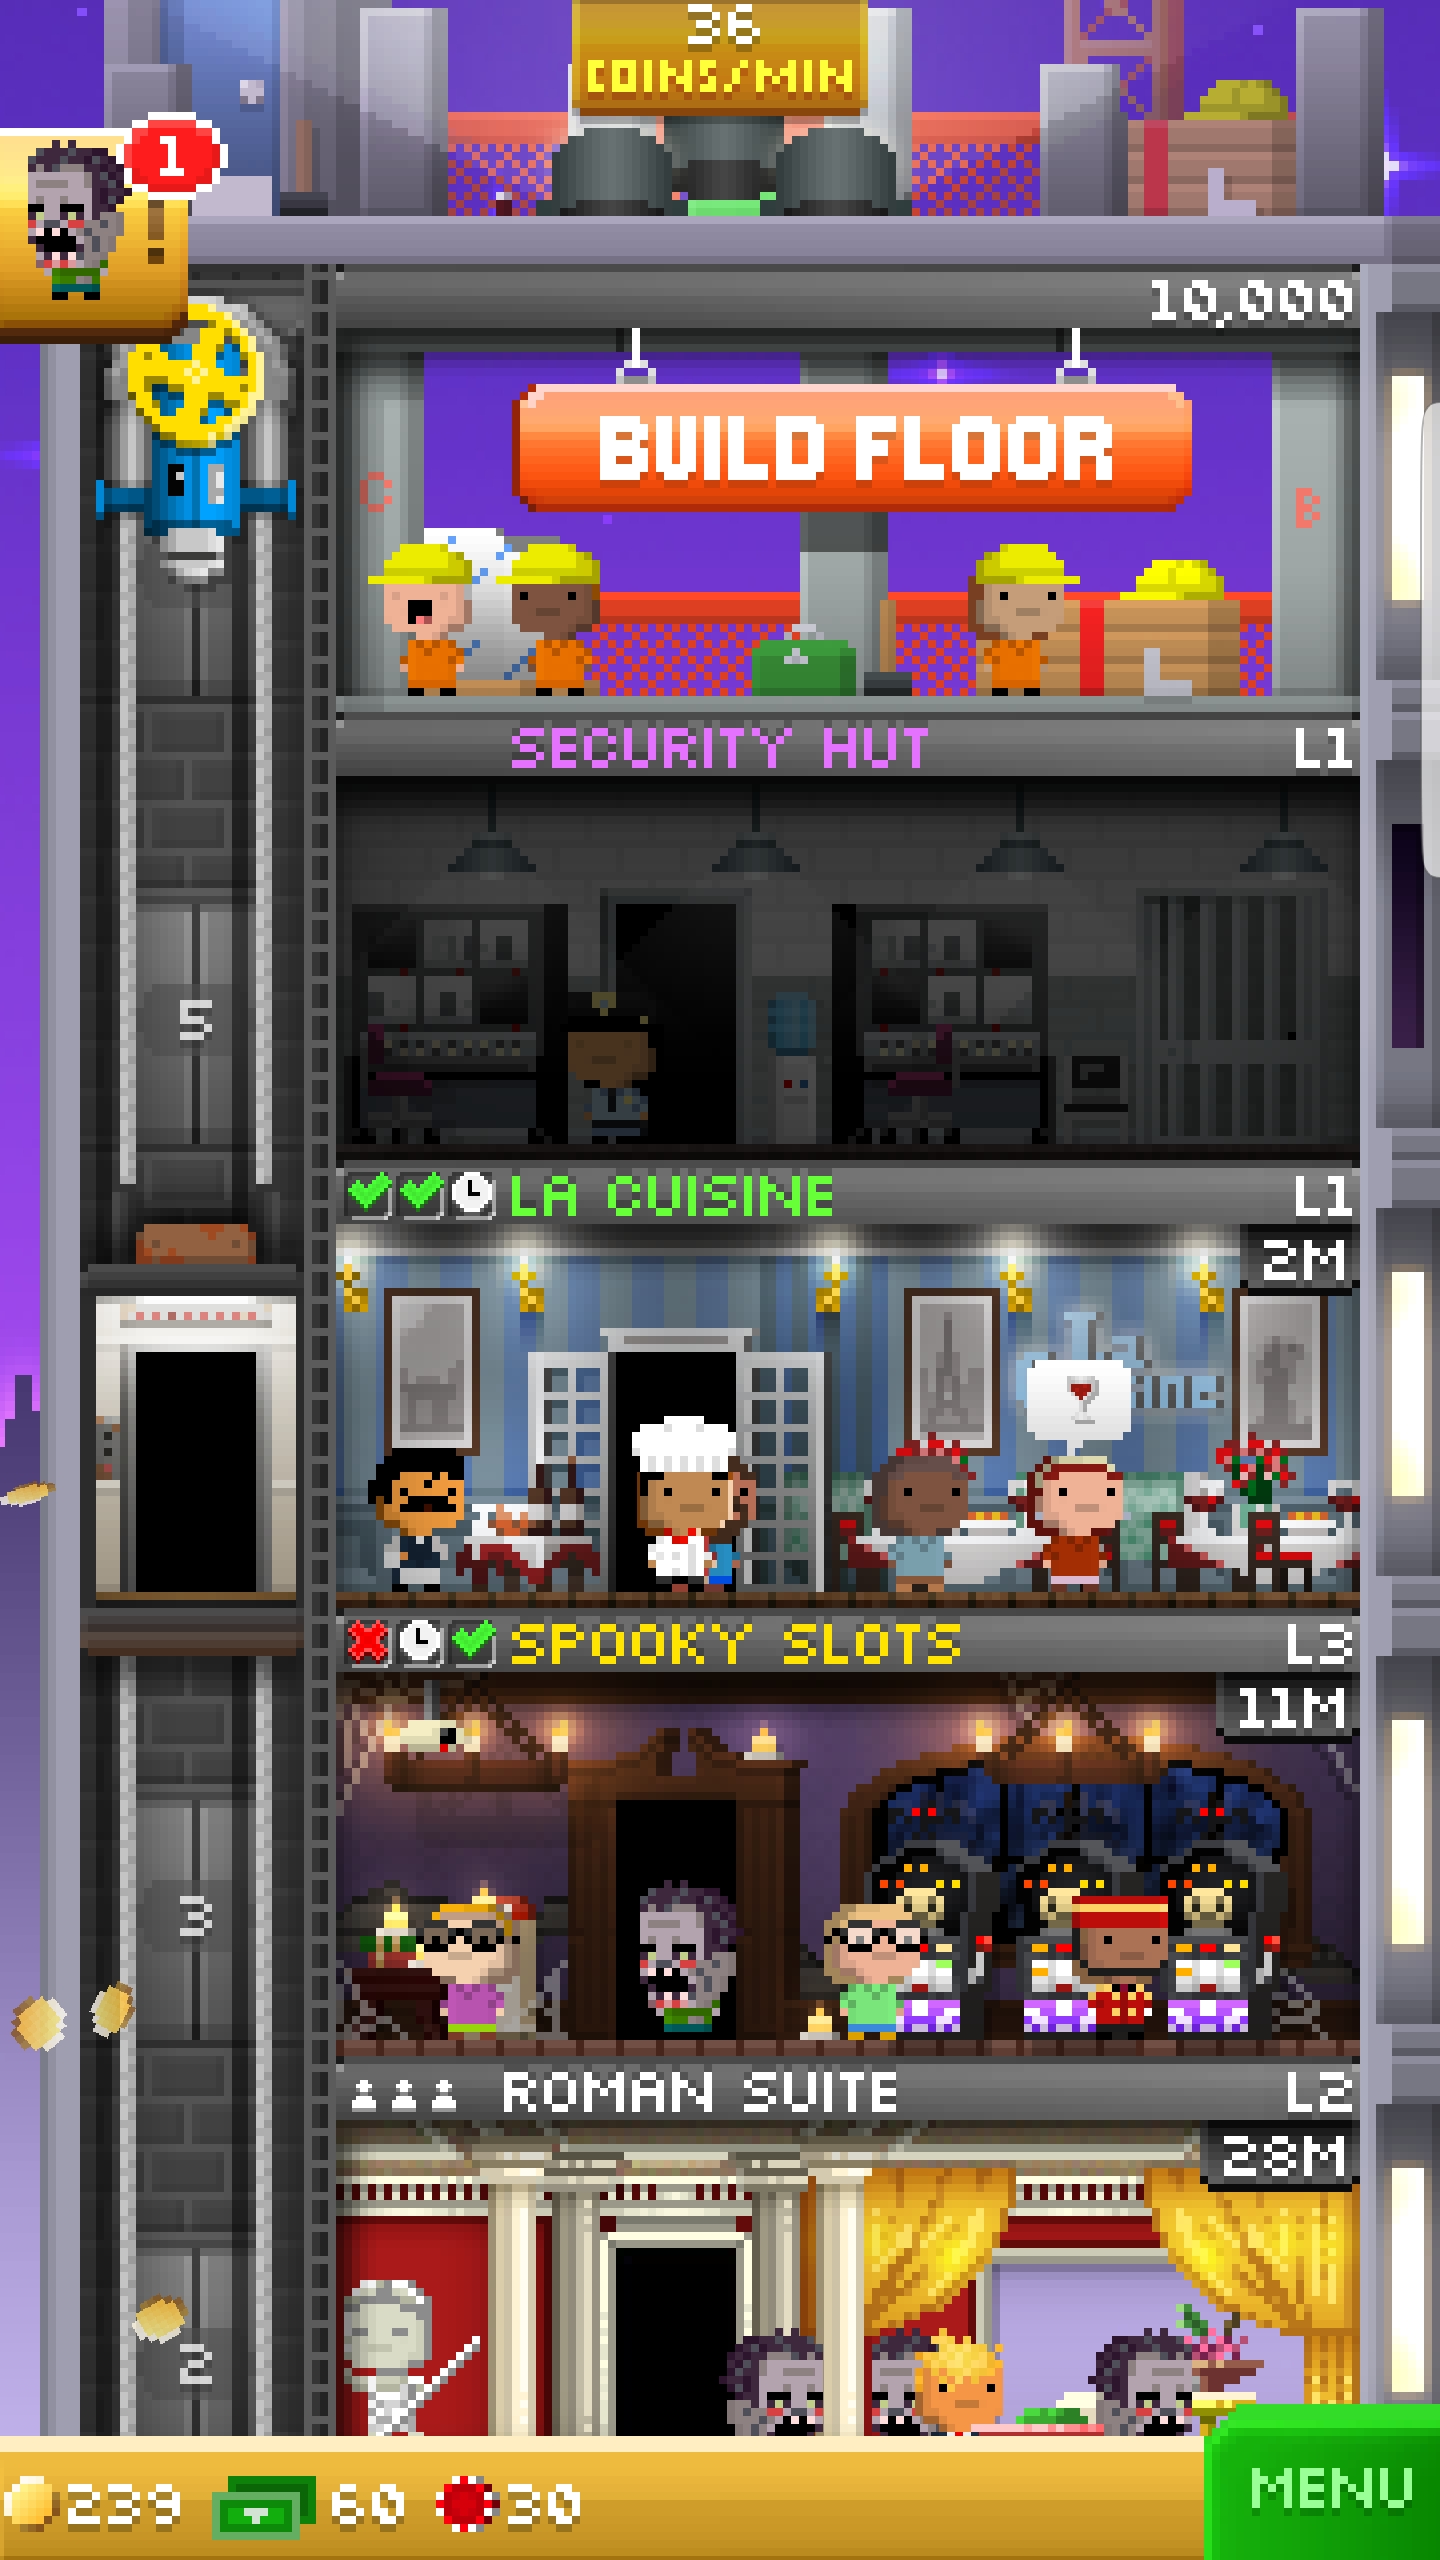 36
COINS/MIN
1
!
10,000
BUILD FLOOR
C
B
SECURITY HUT
L1
5
LA CUISINE
L1
2M
SPOOKY SLOTS
L3
11M
3
ROMAN SUITE
L2
28M
2
239
60
30
MENU